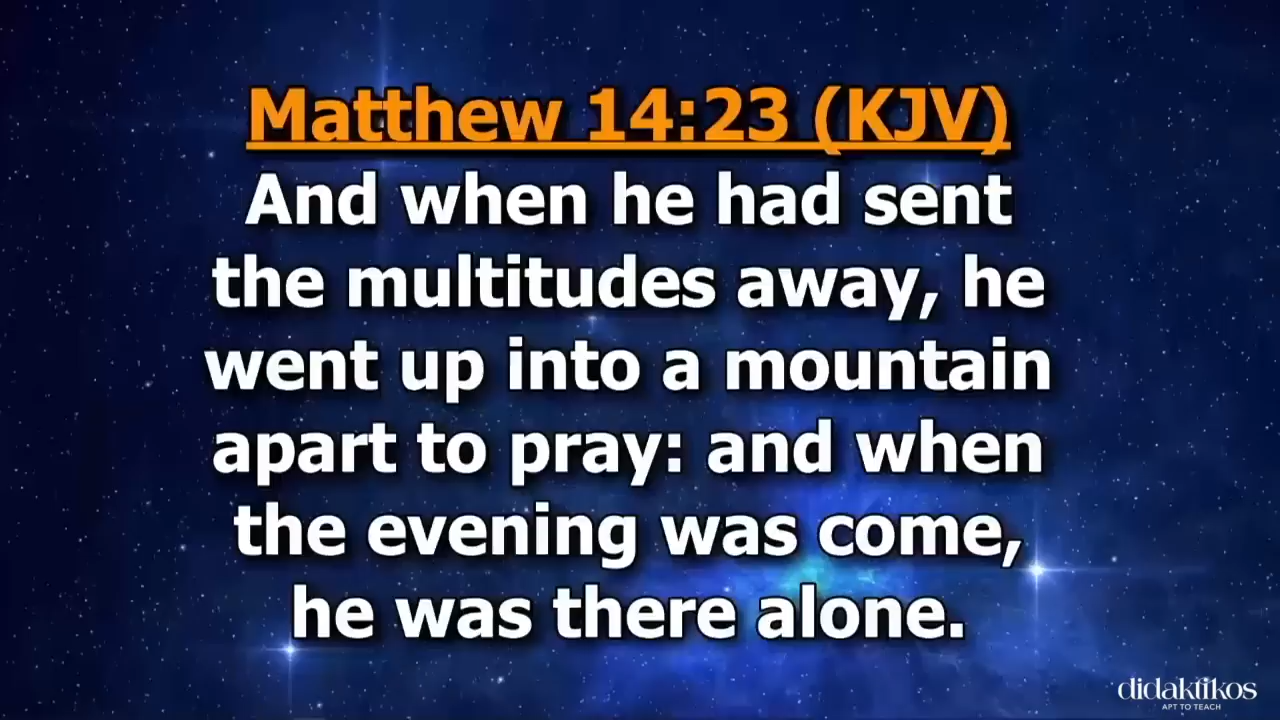 Matthew 14:23 (KJV)
And when he had sent
the multitudes away, he
went up into a mountain
apart to pray: and when
the evening was come,
he was there alone.
didaktikos
APT TO TEACH